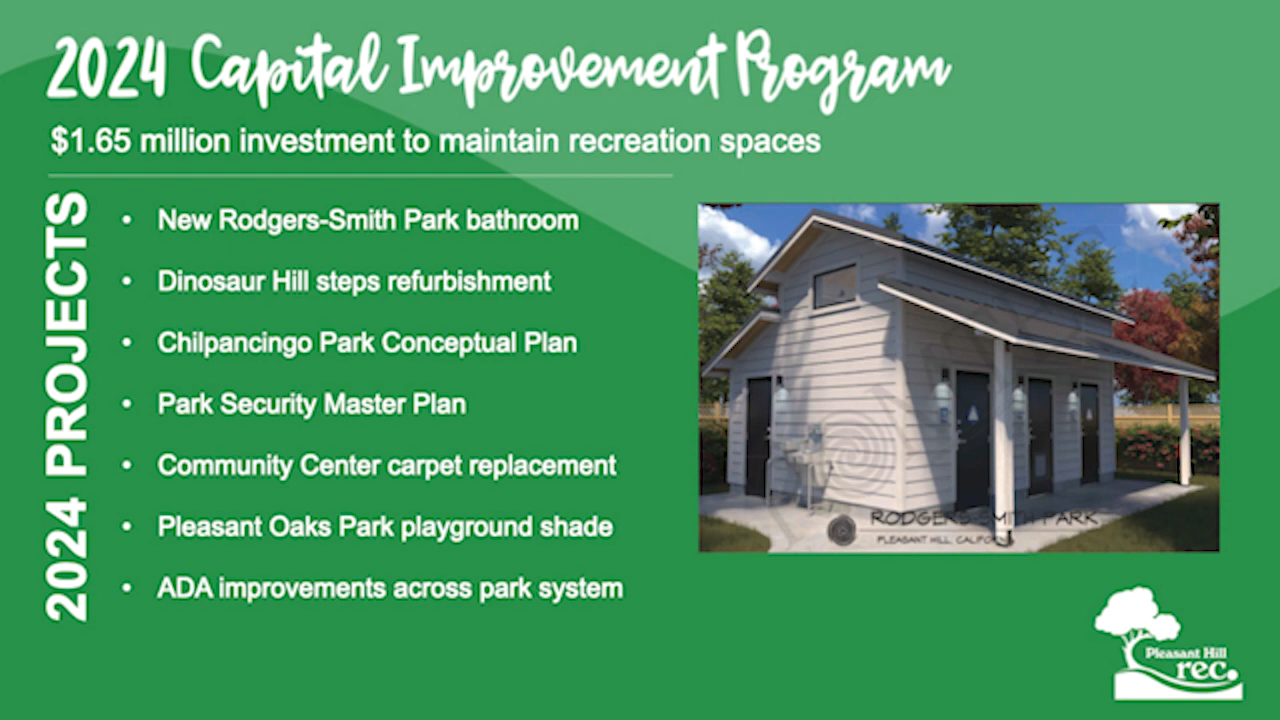 2024 Capital Improvement Program
$1.65 million investment to maintain recreation spaces
2024 PROJECTS
• New Rodgers-Smith Park bathroom
• Dinosaur Hill steps refurbishment
• Chilpancingo Park Conceptual Plan
• Park Security Master Plan
• Community Center carpet replacement
• Pleasant Oaks Park playground shade
• ADA improvements across park system
RODGERS SMITH PARK
PLEASANT HILL, CALIFORNIA
Pleasant Hill
rec.